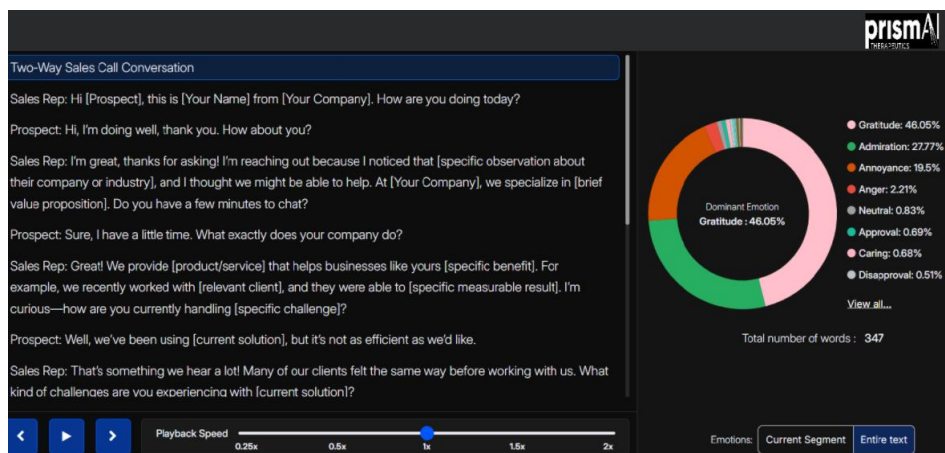 prismAI
THERAPEUTICS
Two-Way Sales Call Conversation
Sales Rep: Hi [Prospect], this is [Your Name] from [Your Company]. How are you doing today?
Prospect: Hi, I'm doing well, thank you. How about you?
Sales Rep: I'm great, thanks for asking! I'm reaching out because I noticed that [specific observation about
their company or industry], and I thought we might be able to help. At [Your Company], we specialize in [brief
value proposition]. Do you have a few minutes to chat?
Prospect: Sure, I have a little time. What exactly does your company do?
Sales Rep: Great! We provide [product/service] that helps businesses like yours [specific benefit]. For
example, we recently worked with [relevant client], and they were able to [specific measurable result]. I'm
curious—how are you currently handling [specific challenge]?
Prospect: Well, we've been using [current solution], but it's not as efficient as we'd like.
Sales Rep: That's something we hear a lot! Many of our clients felt the same way before working with us. What
kind of challenges are you experiencing with [current solution]?
Playback Speed
0.25x
0.5x
1x
1.5x
2x
Dominant Emotion
Gratitude : 46.05%
Gratitude: 46.05%
Admiration: 27.77%
Annoyance: 19.5%
Anger: 2.21%
Neutral: 0.83%
Approval: 0.69%
Caring: 0.68%
Disapproval: 0.51%
View all...
Total number of words : 347
Emotions: Current Segment Entire text